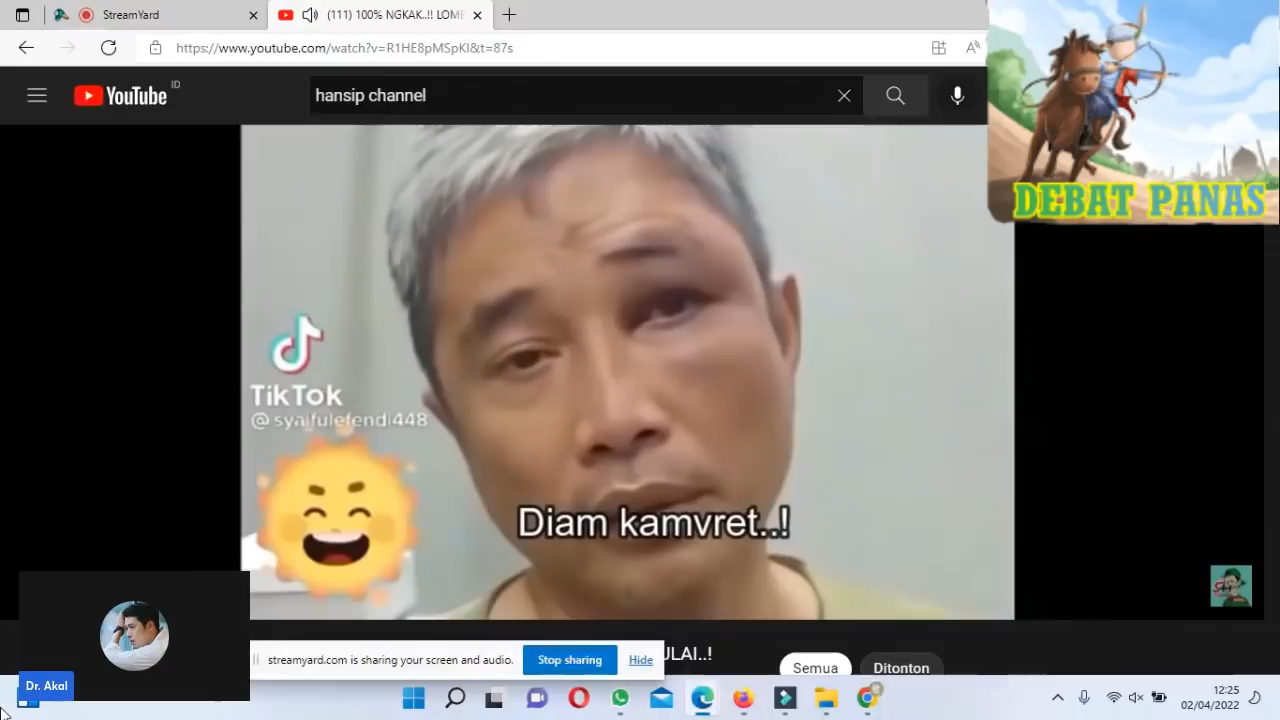 StreamYard
(111) 100% NGKAK..!! LOME
https://www.youtube.com/watch?v=R1HE8pMSpKI&t=87s
YouTube ID
hansip channel
DEBAT PANAS
TikTok
@syaifulefendi448
Diam kamvret..!
streamyard.com is sharing your screen and audio.
Stop sharing
Hide
ULAI..!
Semua
Ditonton
Dr. Akal
12:25
02/04/2022